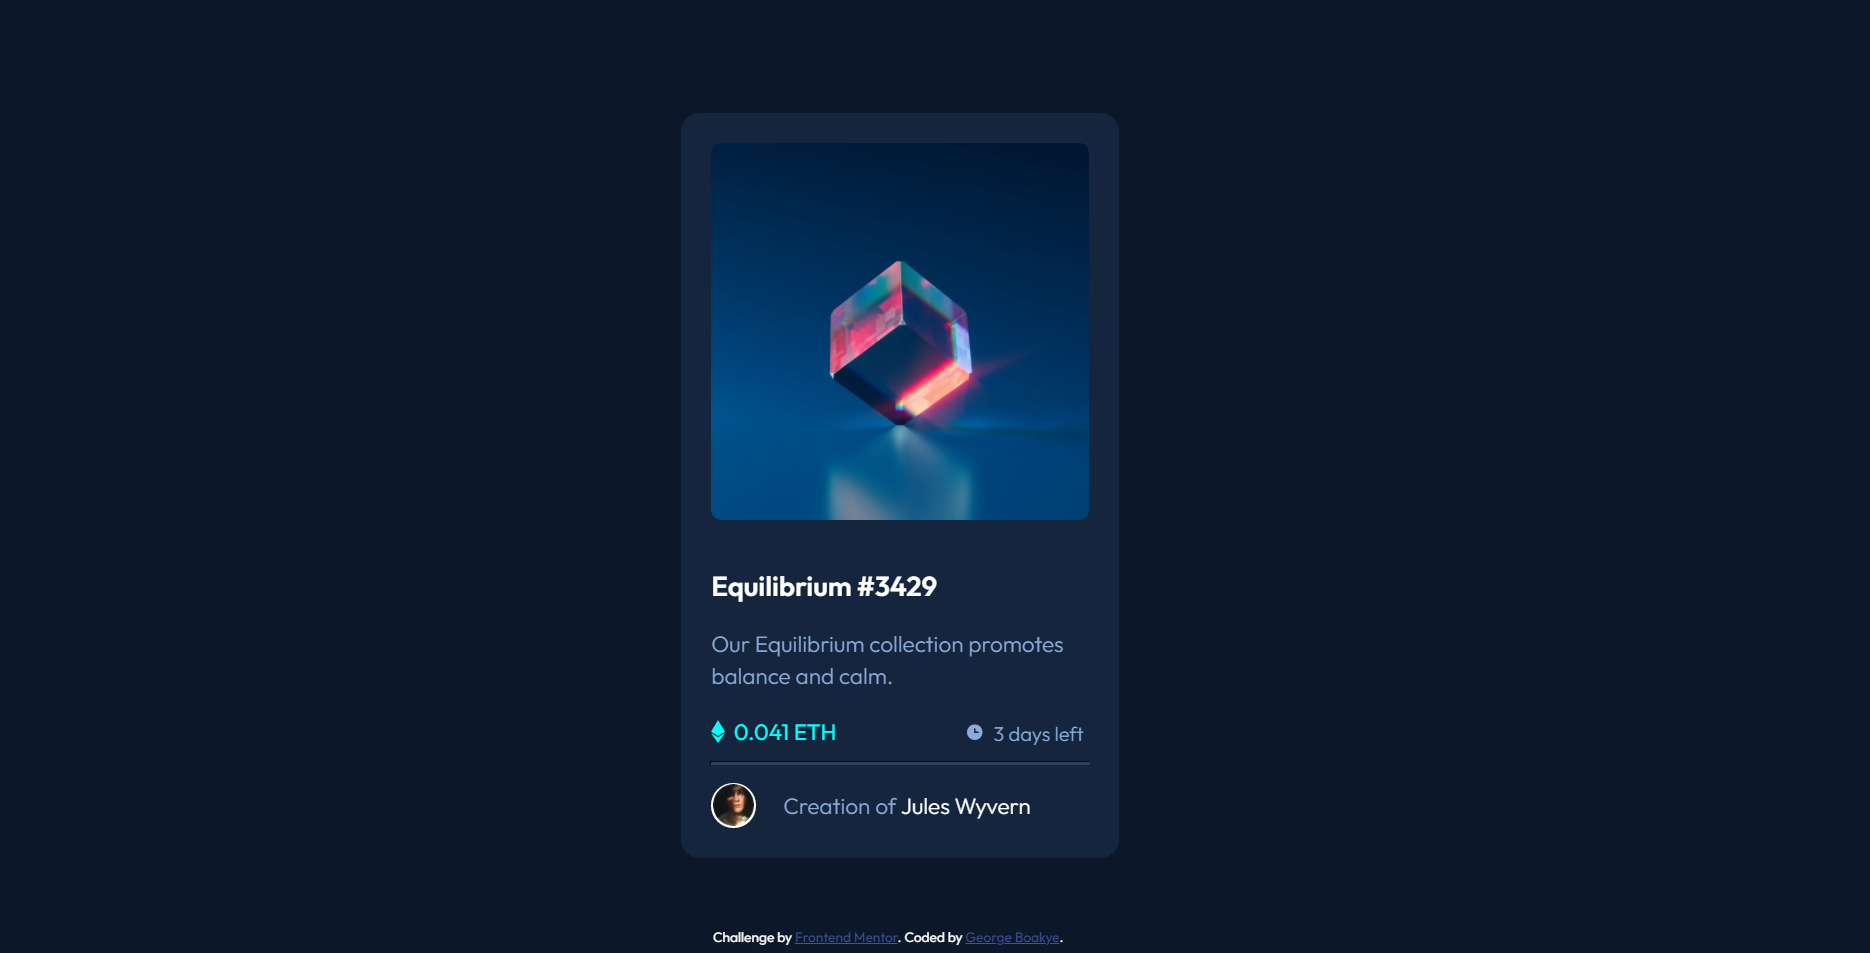 Equilibrium #3429
Our Equilibrium collection promotes
balance and calm.
0.041 ETH
3 days left
Creation of Jules Wyvern
Challenge by Frontend Mentor. Coded by George Boakye.